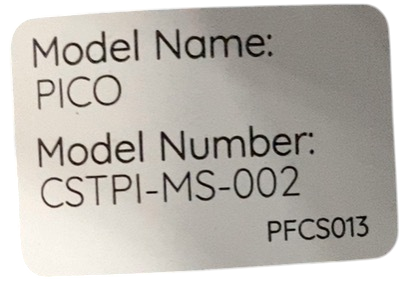 Model Name:
PICO
Model Number:
CSTPI-MS-002
PFCS013